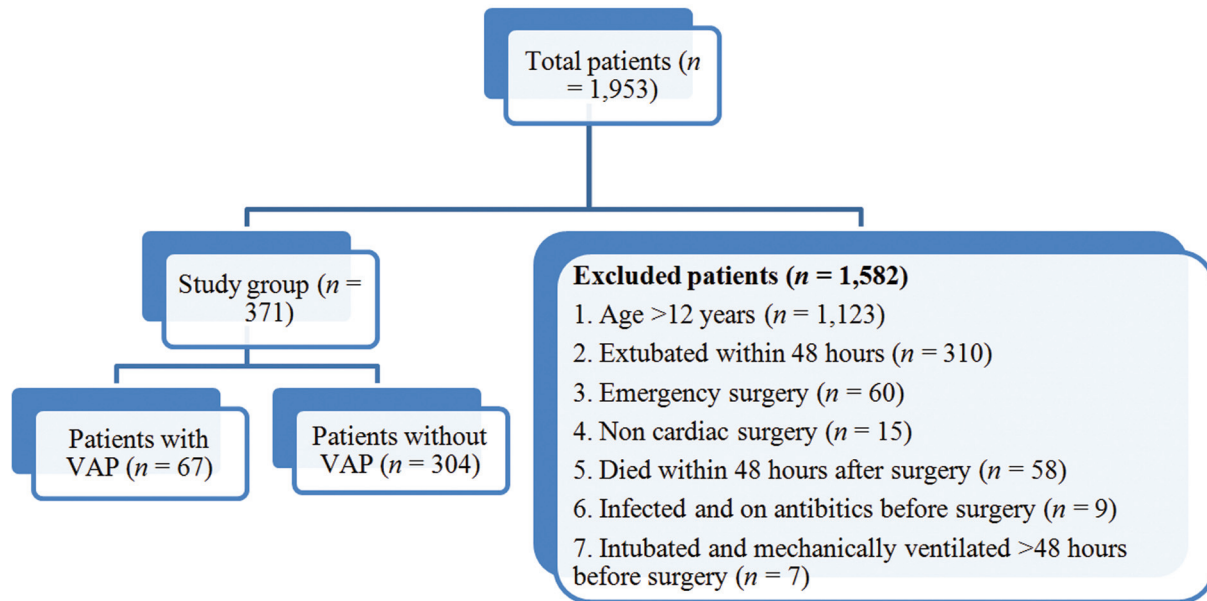 Total patients (n
= 1,953)
Study group (n =
371)
Patients with
VAP (n = 67)
Patients without
VAP (n = 304)
Excluded patients (n = 1,582)
1. Age >12 years (n = 1,123)
2. Extubated within 48 hours (n = 310)
3. Emergency surgery (n = 60)
4. Non cardiac surgery (n = 15)
5. Died within 48 hours after surgery (n = 58)
6. Infected and on antibitics before surgery (n = 9)
7. Intubated and mechanically ventilated >48 hours
before surgery (n = 7)